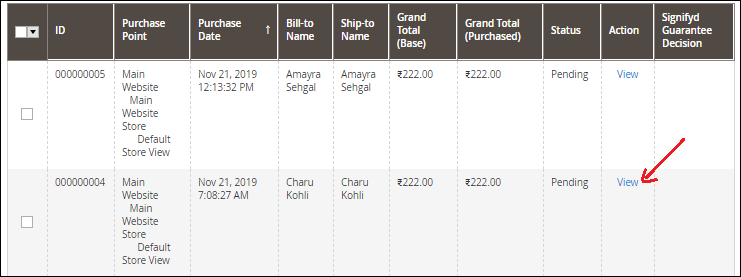 ID
Purchase
Point
Purchase
Date ↑
Bill-to
Name
Ship-to
Name
Grand
Total
(Base)
Grand Total
(Purchased)
Status
Action
Signifyd
Guarantee
Decision
000000005
Main
Website
Main
Website
Store
Default
Store View
Nov 21, 2019
12:13:32 PM
Amayra
Sehgal
Amayra
Sehgal
₹222.00
₹222.00
Pending
View
000000004
Main
Website
Main
Website
Store
Default
Store View
Nov 21, 2019
7:08:27 AM
Charu
Kohli
Charu
Kohli
₹222.00
₹222.00
Pending
View